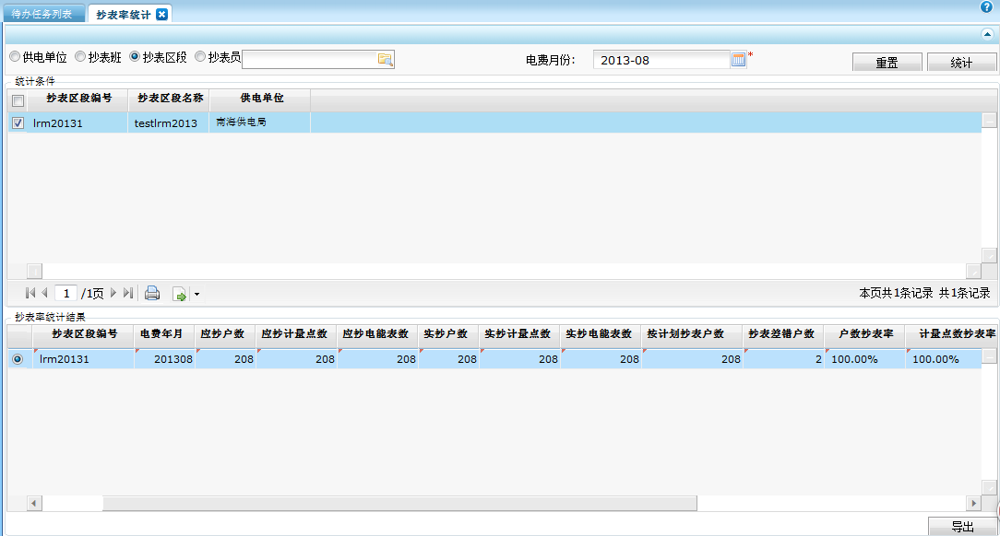 待办任务列表 抄表率统计
供电单位 抄表班 抄表区段 抄表员 电费月份： 2013-08 * 重置 统计
统计条件
抄表区段编号 抄表区段名称 供电单位
lrm20131 testlrm2013 南海供电局
1 /1页 本页共1条记录 共1条记录
抄表率统计结果
抄表区段编号 电费年月 应抄户数 应抄计量点数 应抄电能表数 实抄户数 实抄计量点数 实抄电能表数 按计划抄表户数 抄表差错户数 户数抄表率 计量点数抄表率
lrm20131 201308 208 208 208 208 208 208 208 2 100.00% 100.00%
导出